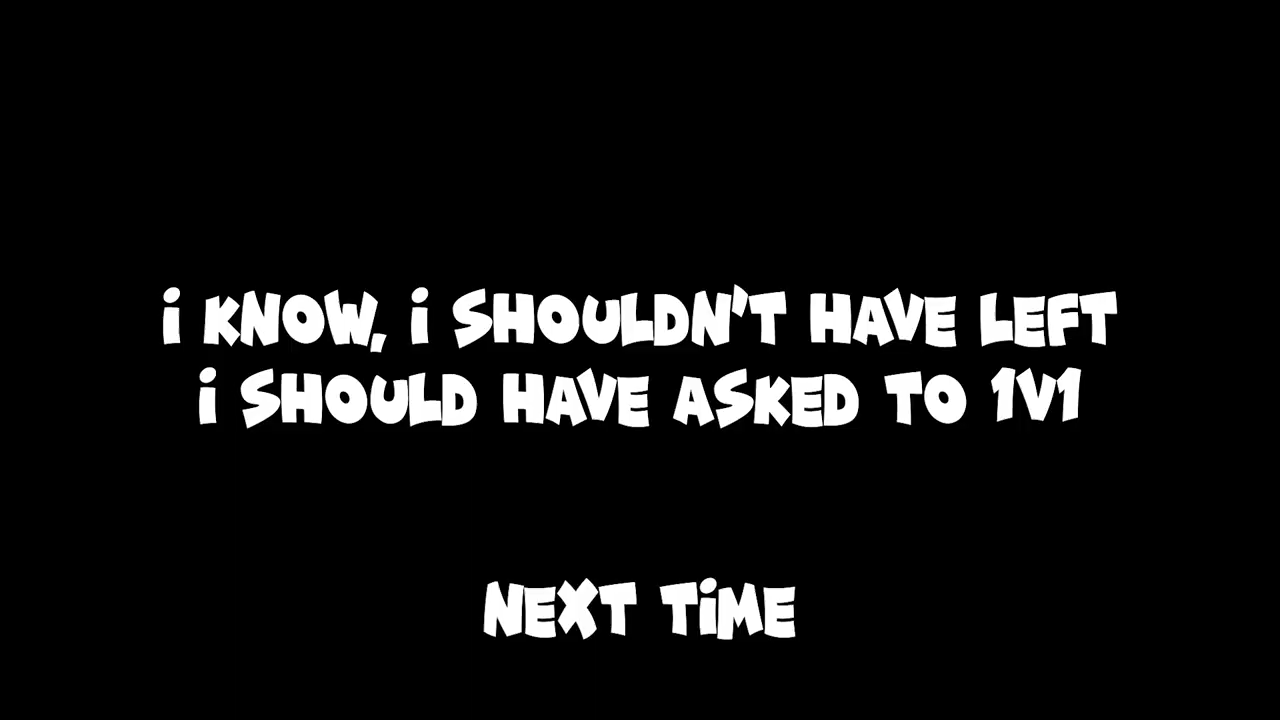 i KNOW, i SHOULDN'T HAVE LEFT
i SHOULD HAVE ASKED TO 1V1
NEXT TiME